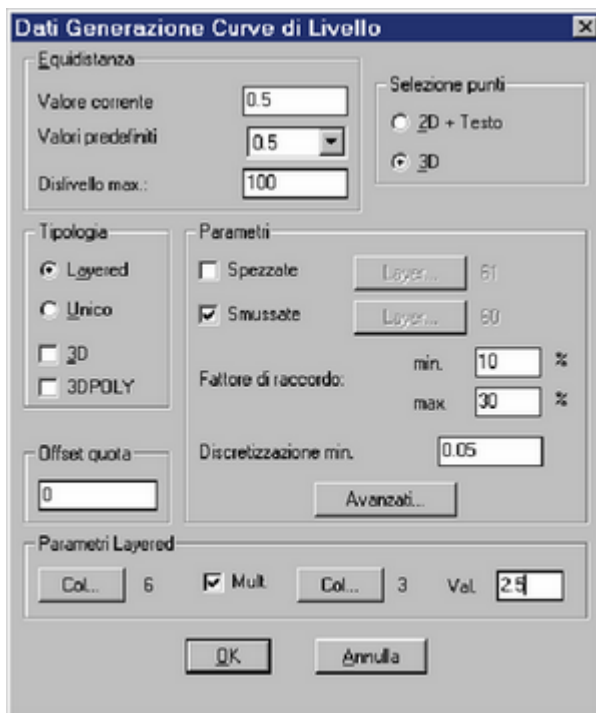 Dati Generazione Curve di Livello
Equidistanza
Valore corrente 0.5
Valori predefiniti 0.5
Dislivello max.: 100
Selezione punti
2D + Testo
3D
Tipologia
Layered
Unico
3D
3DPOLY
Parametri
Spezzate Layer... 61
Smussate Layer... 60
Fattore di raccordo:
min. 10 %
max. 30 %
Discretizzazione min. 0.05
Avanzati...
Offset quota
0
Parametri Layered
Col... 6 Mult. Col... 3 Val. 2.5
OK Annulla